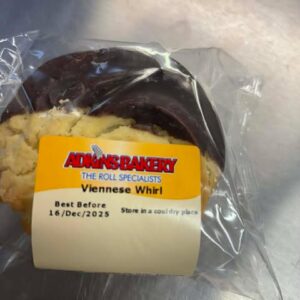 ADKINS BAKERY
THE ROLL SPECIALISTS
Viennese Whirl
Best Before
16/Dec/2025
Store in a cool dry place